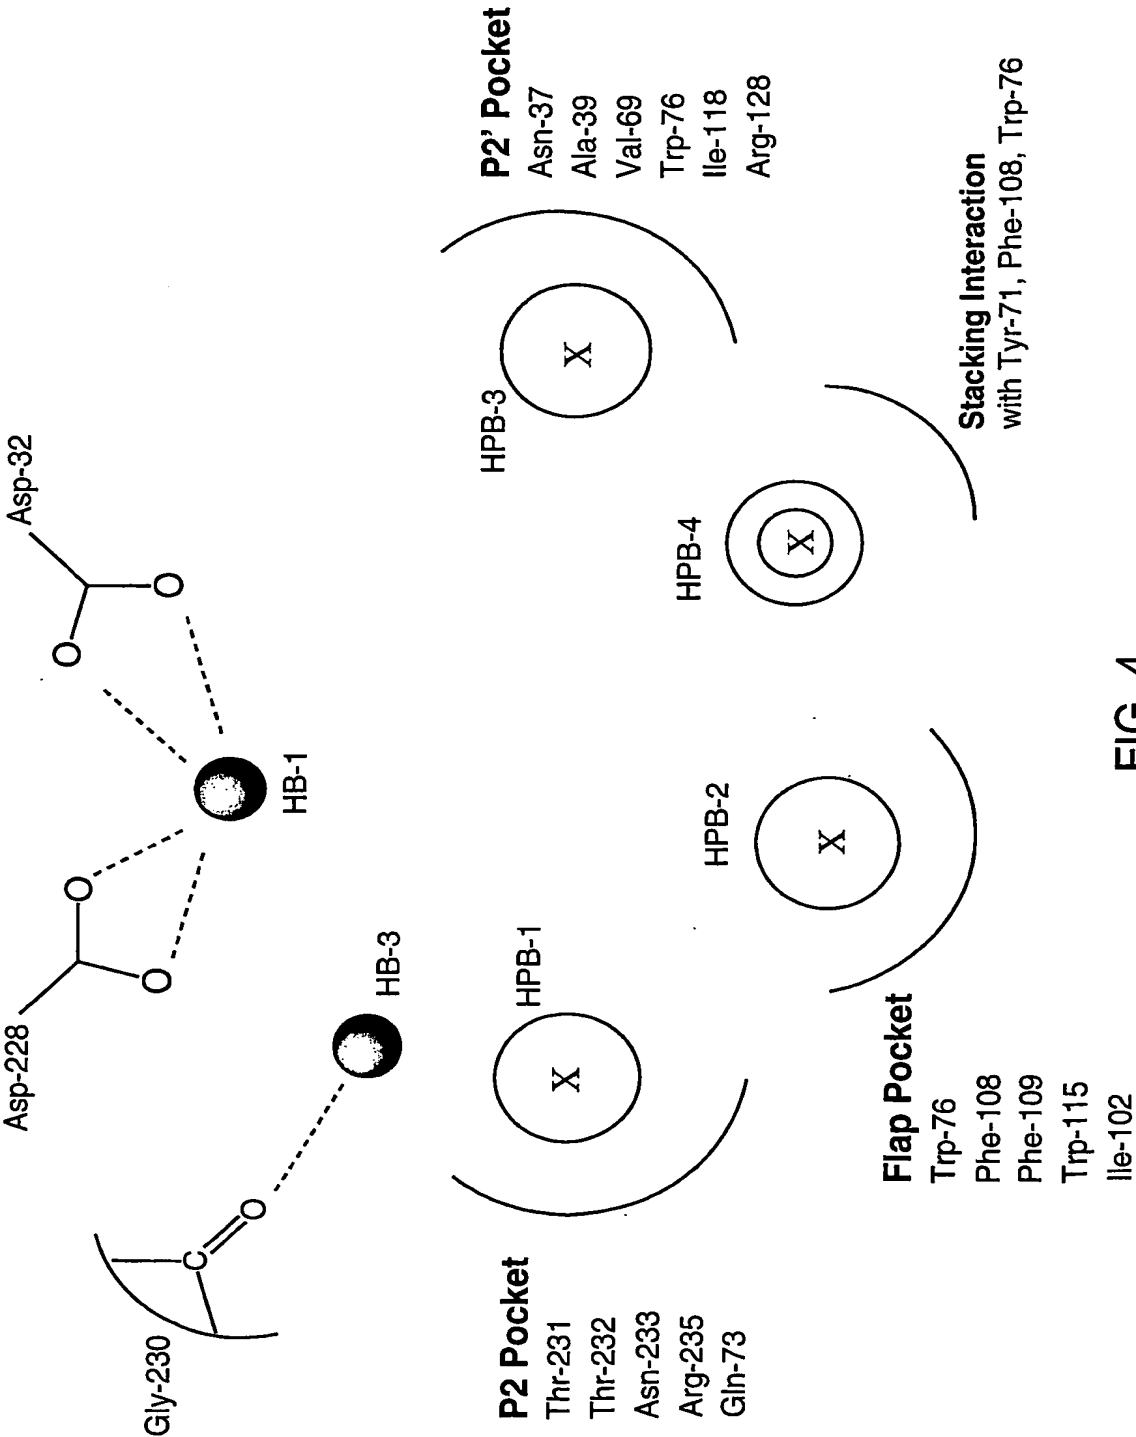 Asp-228
Asp-32
O
O
O
O
HB-1
Gly-230
C
O
HB-3
P2 Pocket
Thr-231
Thr-232
Asn-233
Arg-235
Gln-73
HPB-1
X
HPB-3
X
P2' Pocket
Asn-37
Ala-39
Val-69
Trp-76
Ile-118
Arg-128
HPB-2
X
HPB-4
X
Flap Pocket
Trp-76
Phe-108
Phe-109
Trp-115
Ile-102
Stacking Interaction
with Tyr-71, Phe-108, Trp-76
FIG. 4